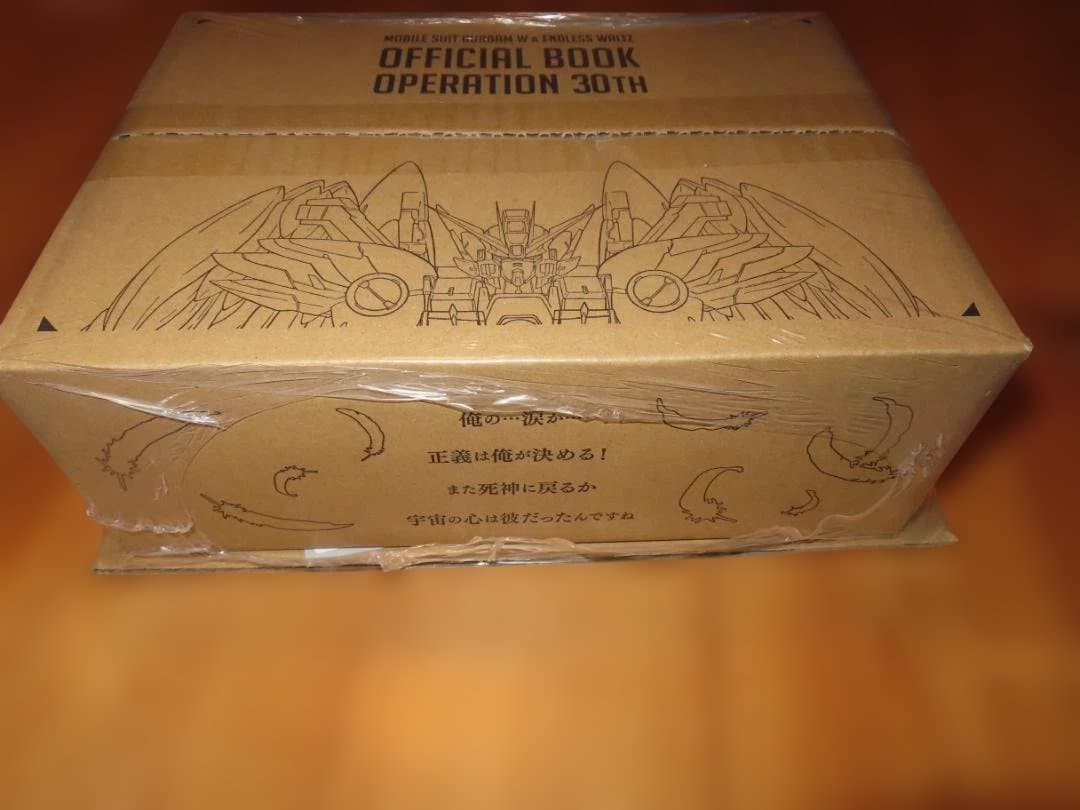 MOBILE SUIT GUNDAM W & ENDLESS WALTZ
OFFICIAL BOOK
OPERATION 30TH
俺の…涙か…
正義は俺が決める！
また死神に戻るか
宇宙の心は彼だったんですね